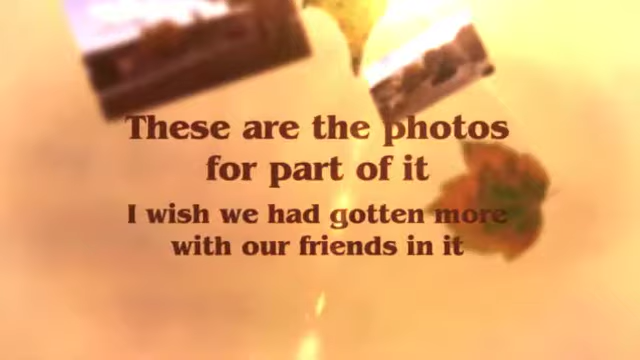 These are the photos
for part of it
I wish we had gotten more
with our friends in it